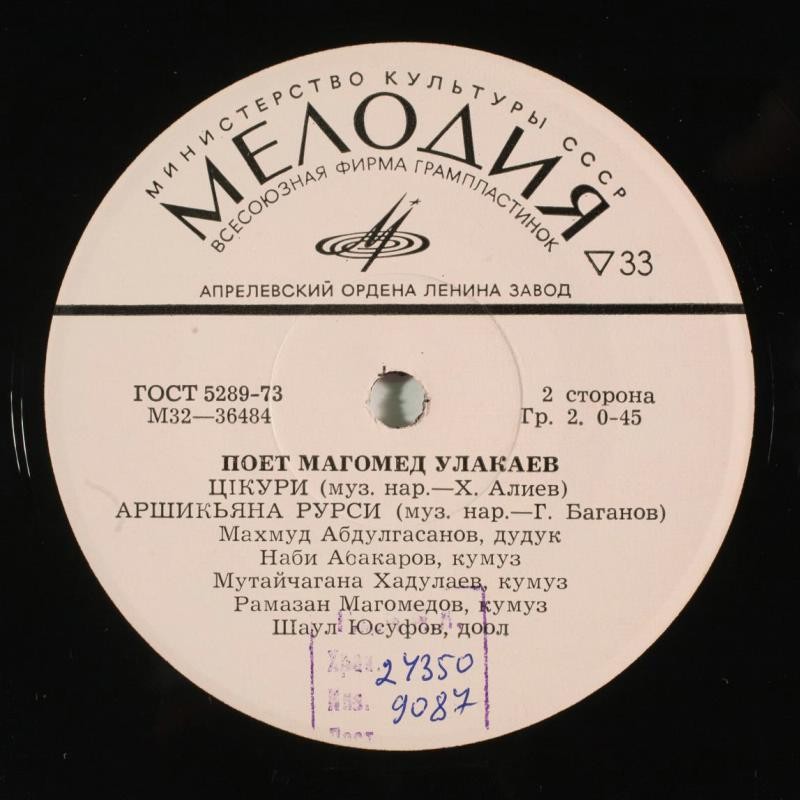 МИНИСТЕРСТВО КУЛЬТУРЫ СССР
МЕЛОДИЯ
ВСЕСОЮЗНАЯ ФИРМА ГРАМПЛАСТИНОК
▽33
АПРЕЛЕВСКИЙ ОРДЕНА ЛЕНИНА ЗАВОД
ГОСТ 5289-73 2 сторона
М32—36484 Гр. 2. 0-45
ПОЕТ МАГОМЕД УЛАКАЕВ
ЦIКУРИ (муз. нар.—Х. Алиев)
АРШИКЬЯНА РУРСИ (муз. нар.—Г. Баганов)
Махмуд Абдулгасанов, дудук
Наби Асакаров, кумуз
Мутайчагана Хадулаев, кумуз
Рамазан Магомедов, кумуз
Шаул Юсуфов, доол
24350
Инв. 9087